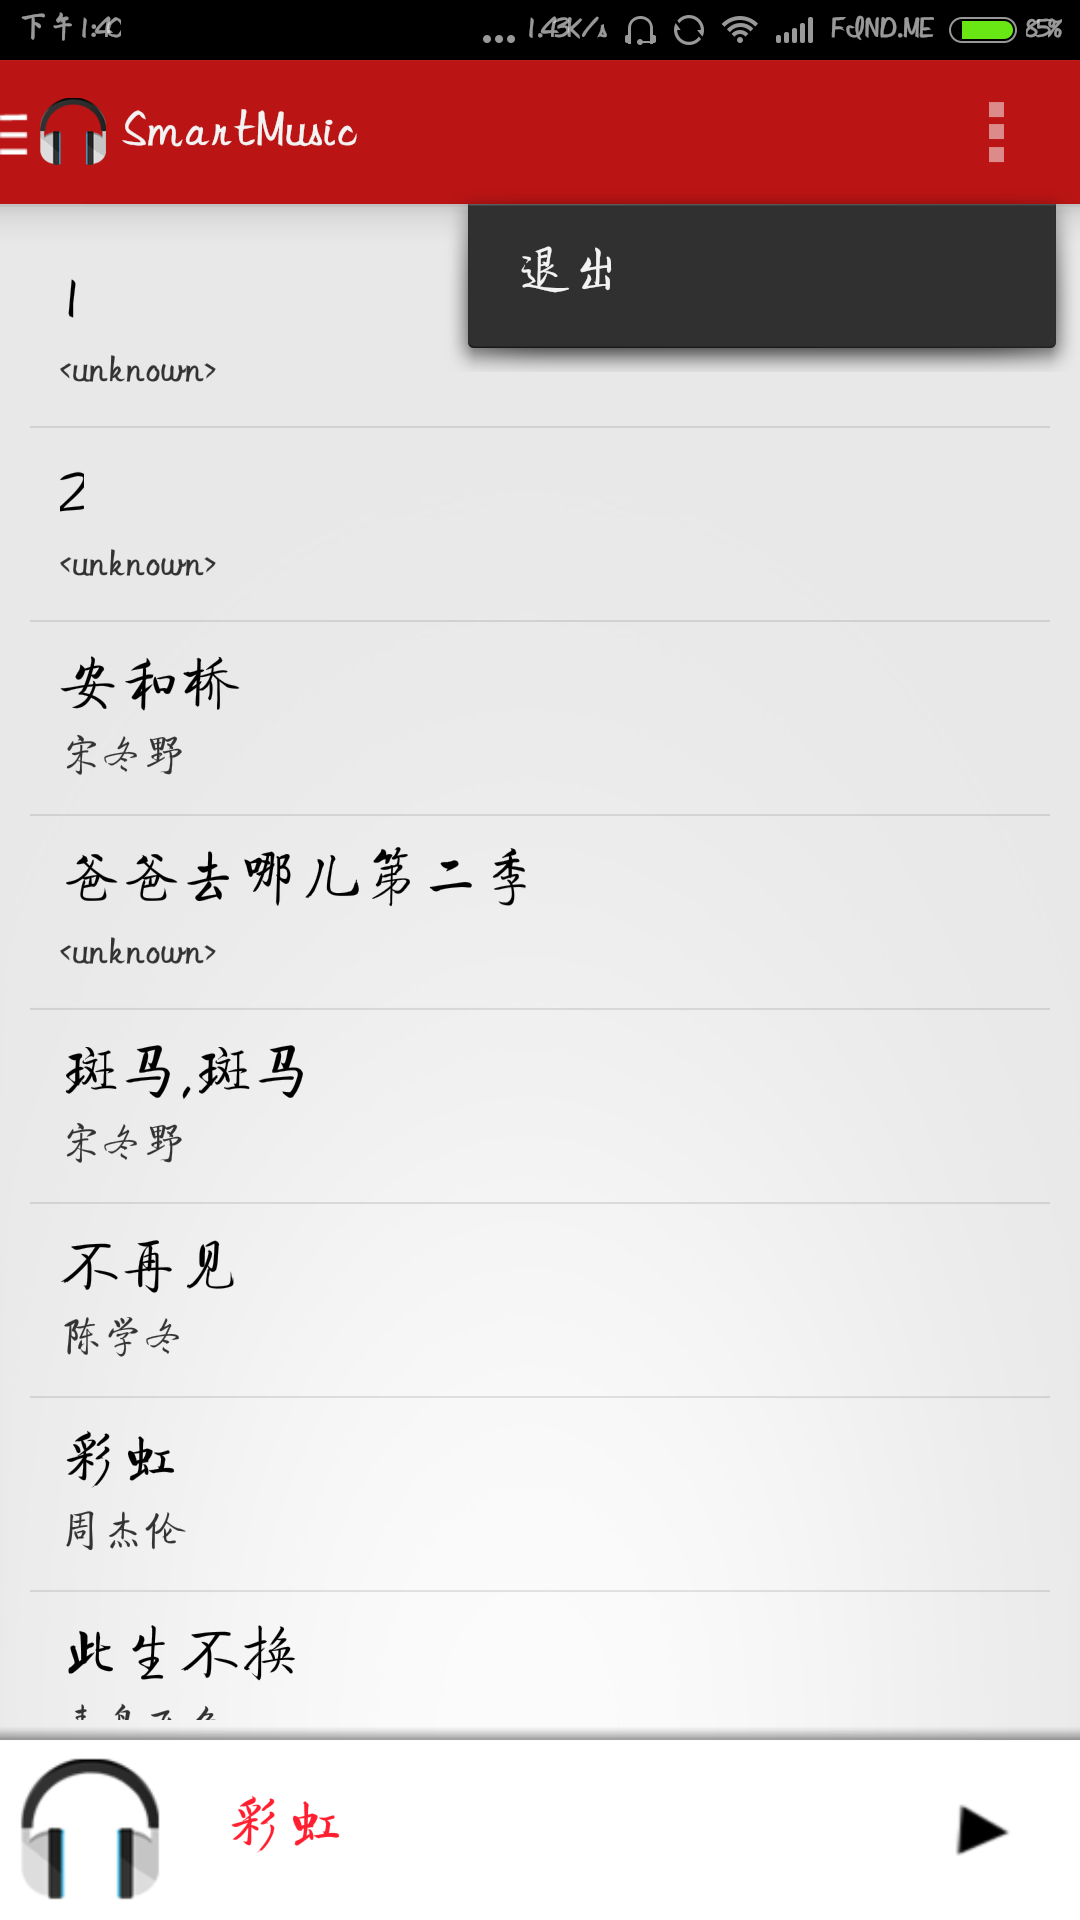 下午1:40
1.43K/s
FIND.ME
85%
SmartMusic
退出
1
<unknown>
2
<unknown>
安和桥
宋冬野
爸爸去哪儿第二季
<unknown>
斑马,斑马
宋冬野
不再见
陈学冬
彩虹
周杰伦
此生不换
彩虹